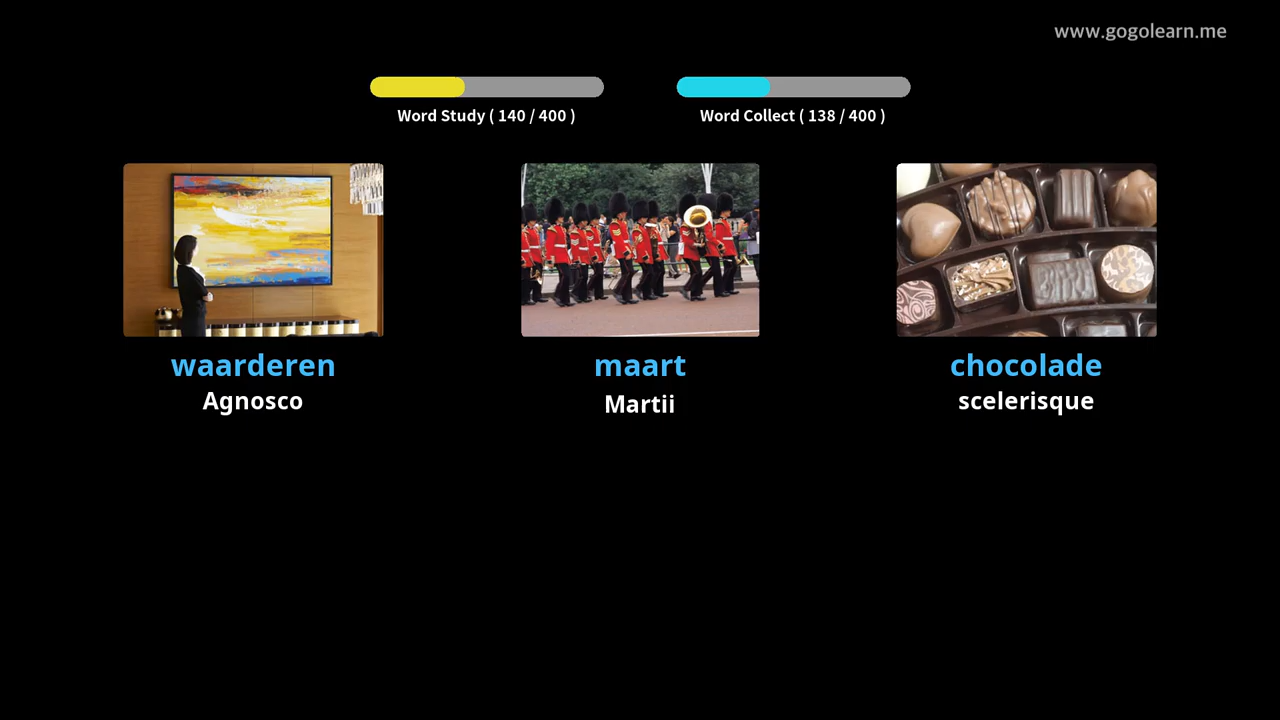 www.gogolearn.me
Word Study ( 140 / 400 )
Word Collect ( 138 / 400 )
waarderen
Agnosco
maart
Martii
chocolade
scelerisque